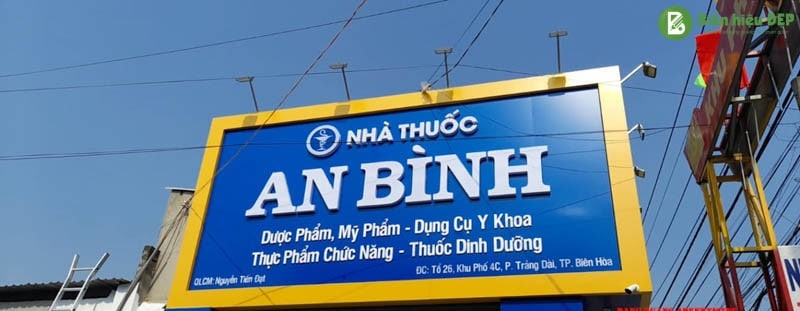 Biển hiệu ĐẸP
NHÀ THUỐC
AN BÌNH
Dược Phẩm, Mỹ Phẩm - Dụng Cụ Y Khoa
Thực Phẩm Chức Năng - Thuốc Dinh Dưỡng
QLCM: Nguyễn Tiến Đạt
ĐC: Tổ 26, Khu Phố 4C, P. Trảng Dài, TP. Biên Hòa